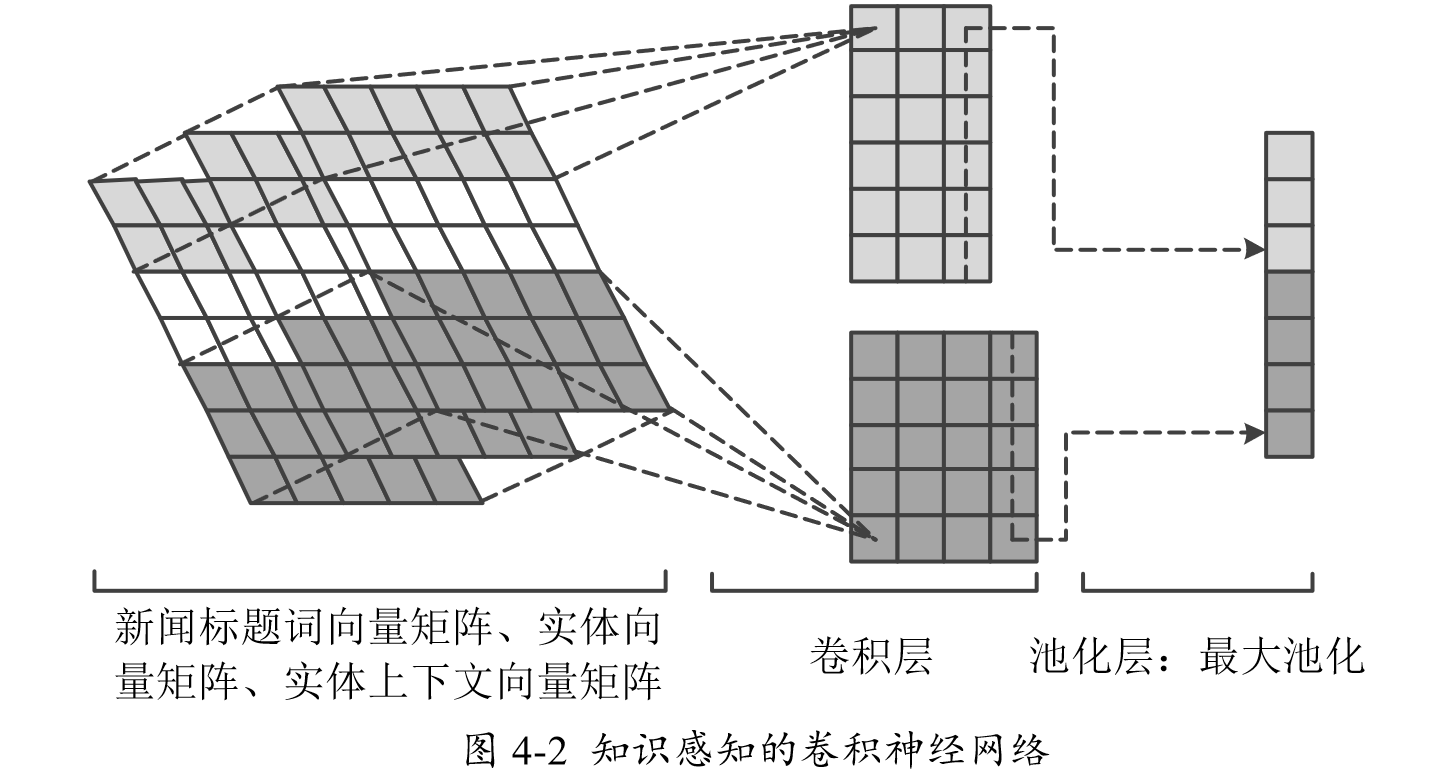 新闻标题词向量矩阵、实体向
量矩阵、实体上下文向量矩阵
卷积层
池化层：最大池化
图 4-2 知识感知的卷积神经网络